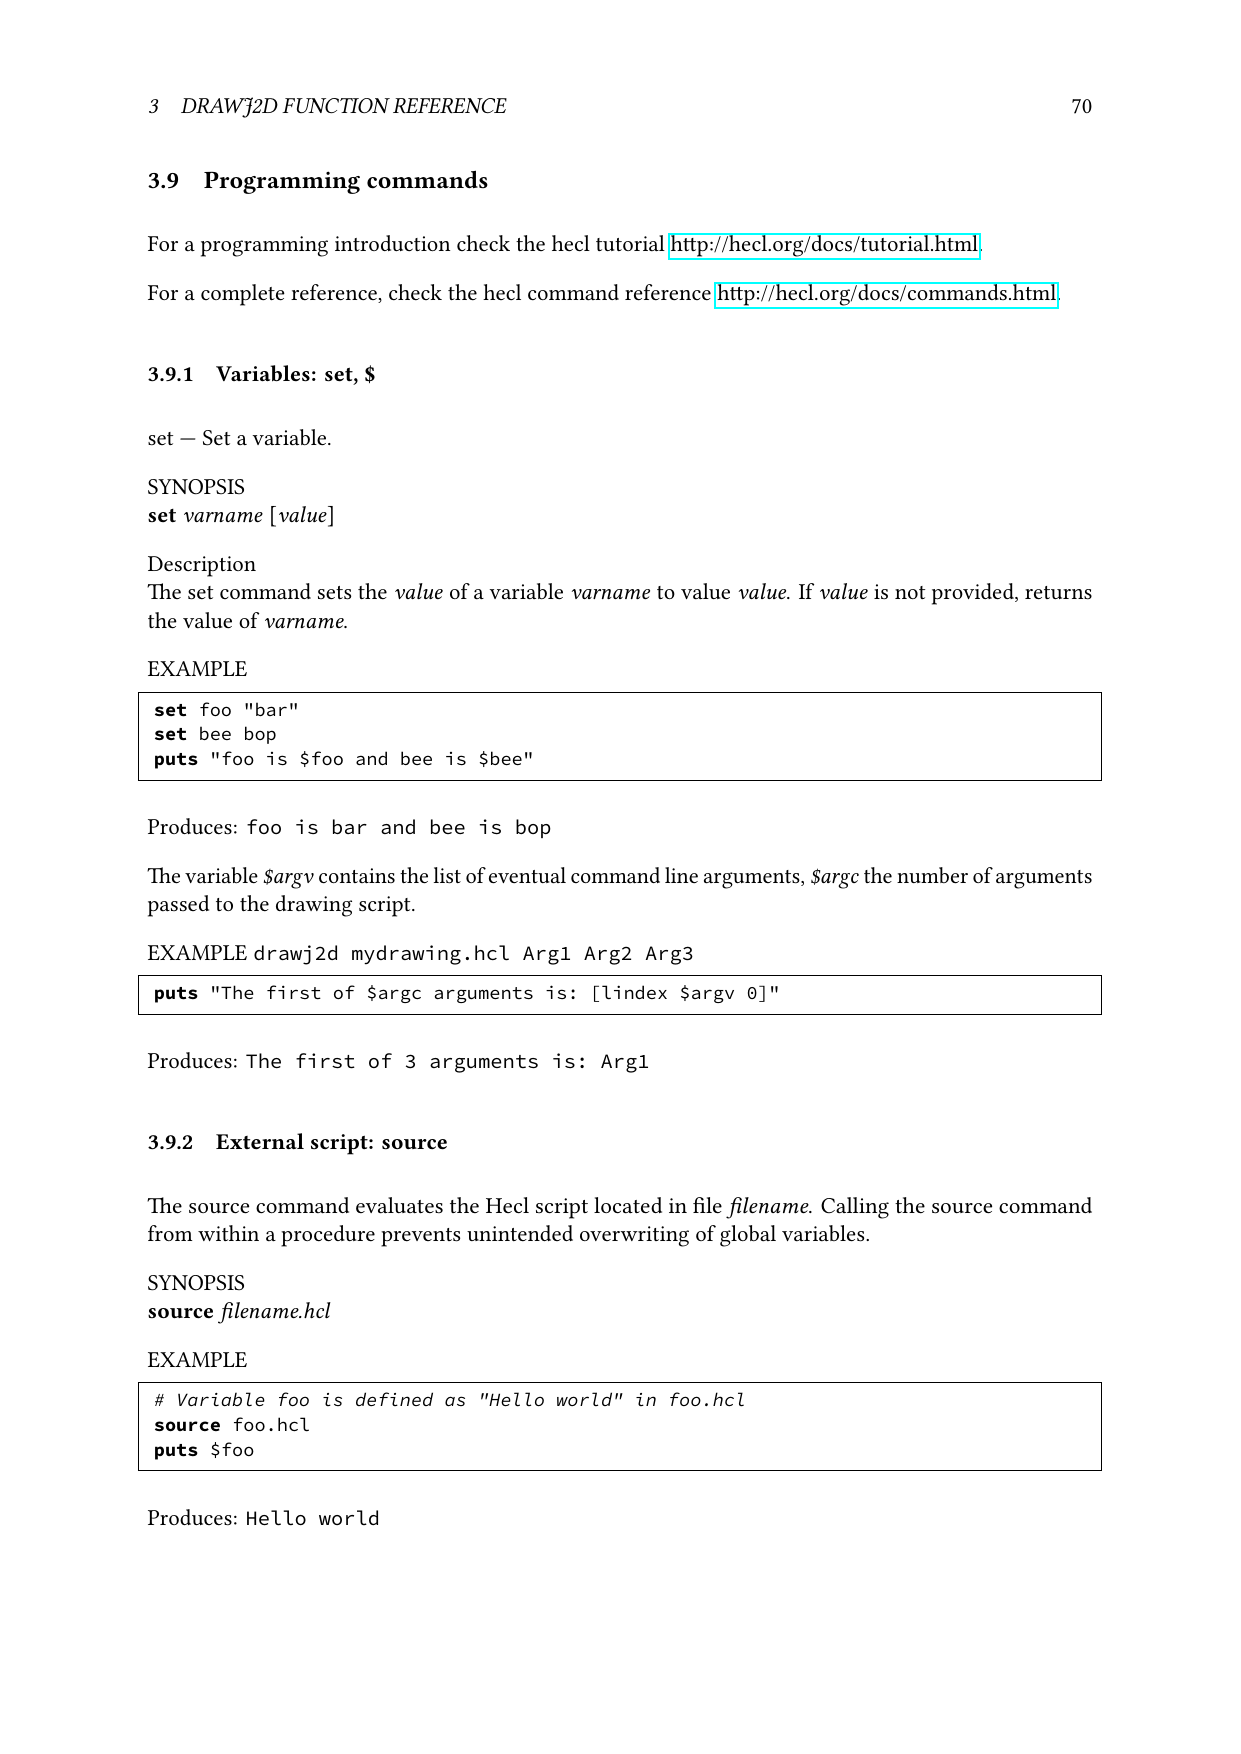 3 DRAWJ2D FUNCTION REFERENCE 70
3.9 Programming commands
For a programming introduction check the hecl tutorial http://hecl.org/docs/tutorial.html.
For a complete reference, check the hecl command reference http://hecl.org/docs/commands.html.
3.9.1 Variables: set, $
set — Set a variable.
SYNOPSIS
set varname [value]
Description
The set command sets the value of a variable varname to value value. If value is not provided, returns
the value of varname.
EXAMPLE
set foo "bar"
set bee bop
puts "foo is $foo and bee is $bee"
Produces: foo is bar and bee is bop
The variable $argv contains the list of eventual command line arguments, $argc the number of arguments
passed to the drawing script.
EXAMPLE drawj2d mydrawing.hcl Arg1 Arg2 Arg3
puts "The first of $argc arguments is: [lindex $argv 0]"
Produces: The first of 3 arguments is: Arg1
3.9.2 External script: source
The source command evaluates the Hecl script located in file filename. Calling the source command
from within a procedure prevents unintended overwriting of global variables.
SYNOPSIS
source filename.hcl
EXAMPLE
# Variable foo is defined as "Hello world" in foo.hcl
source foo.hcl
puts $foo
Produces: Hello world